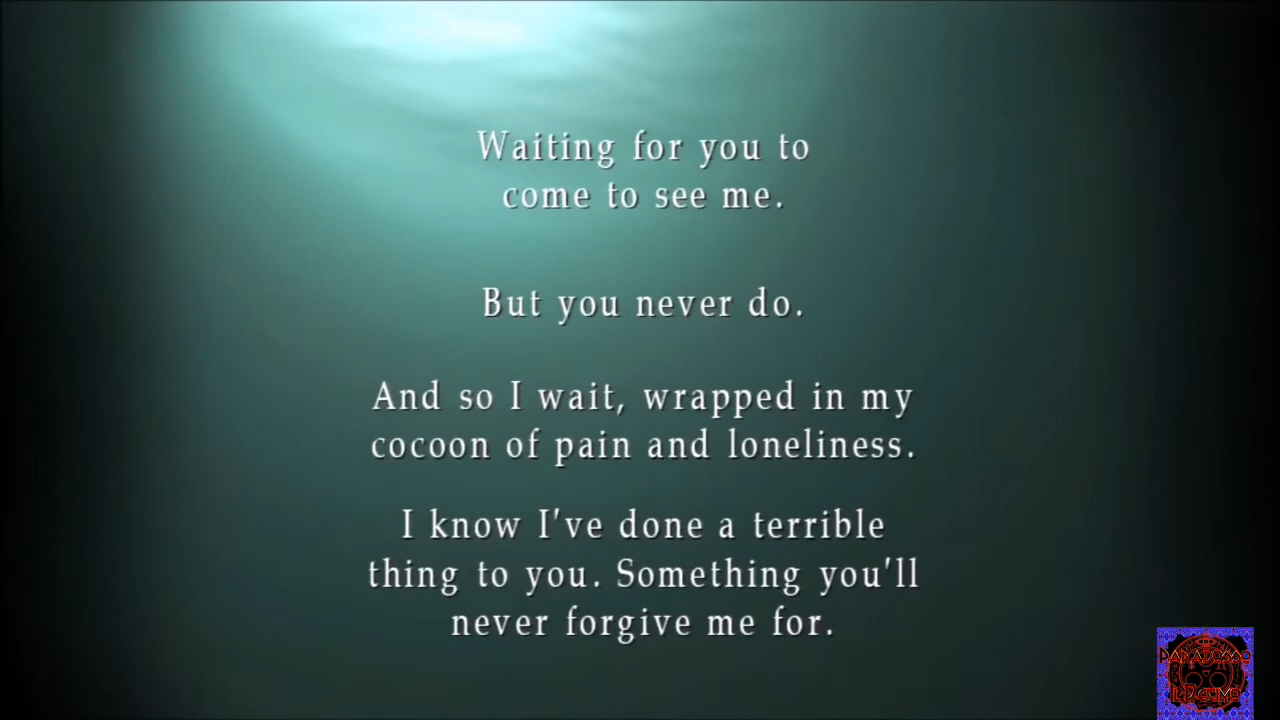 Waiting for you to
come to see me.
But you never do.
And so I wait, wrapped in my
cocoon of pain and loneliness.
I know I've done a terrible
thing to you. Something you'll
never forgive me for.